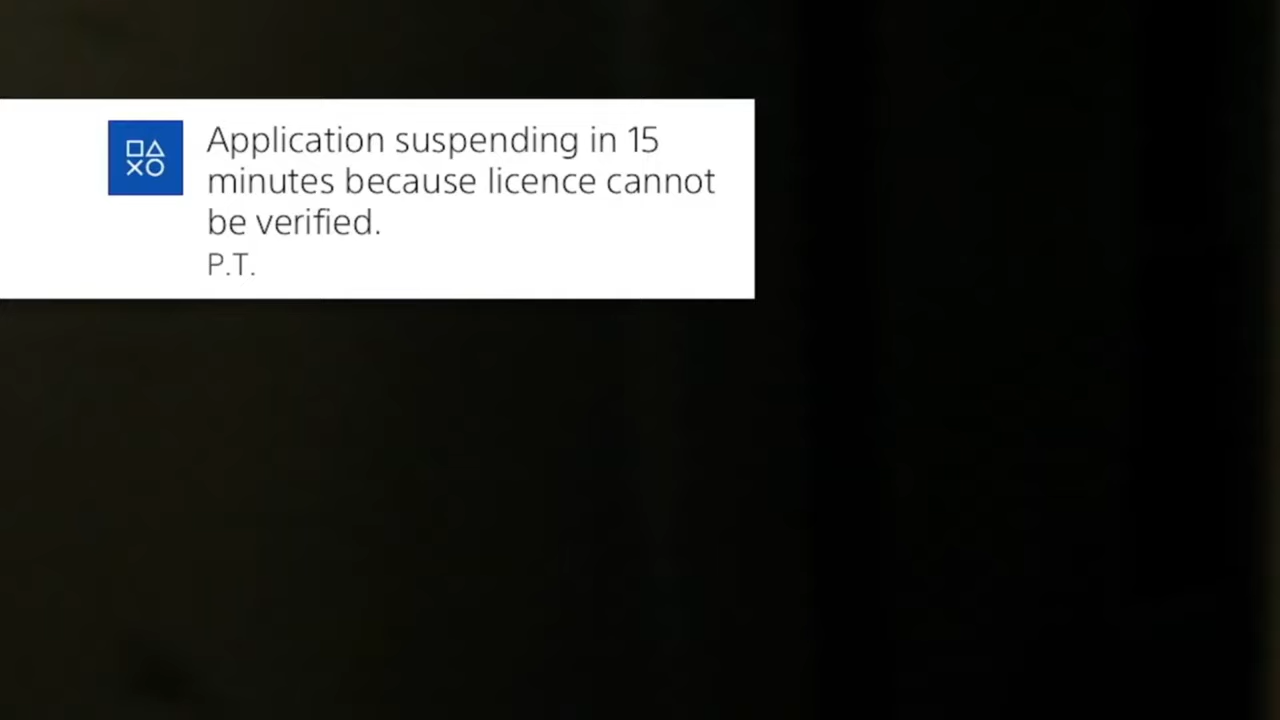 Application suspending in 15
minutes because licence cannot
be verified.
P.T.